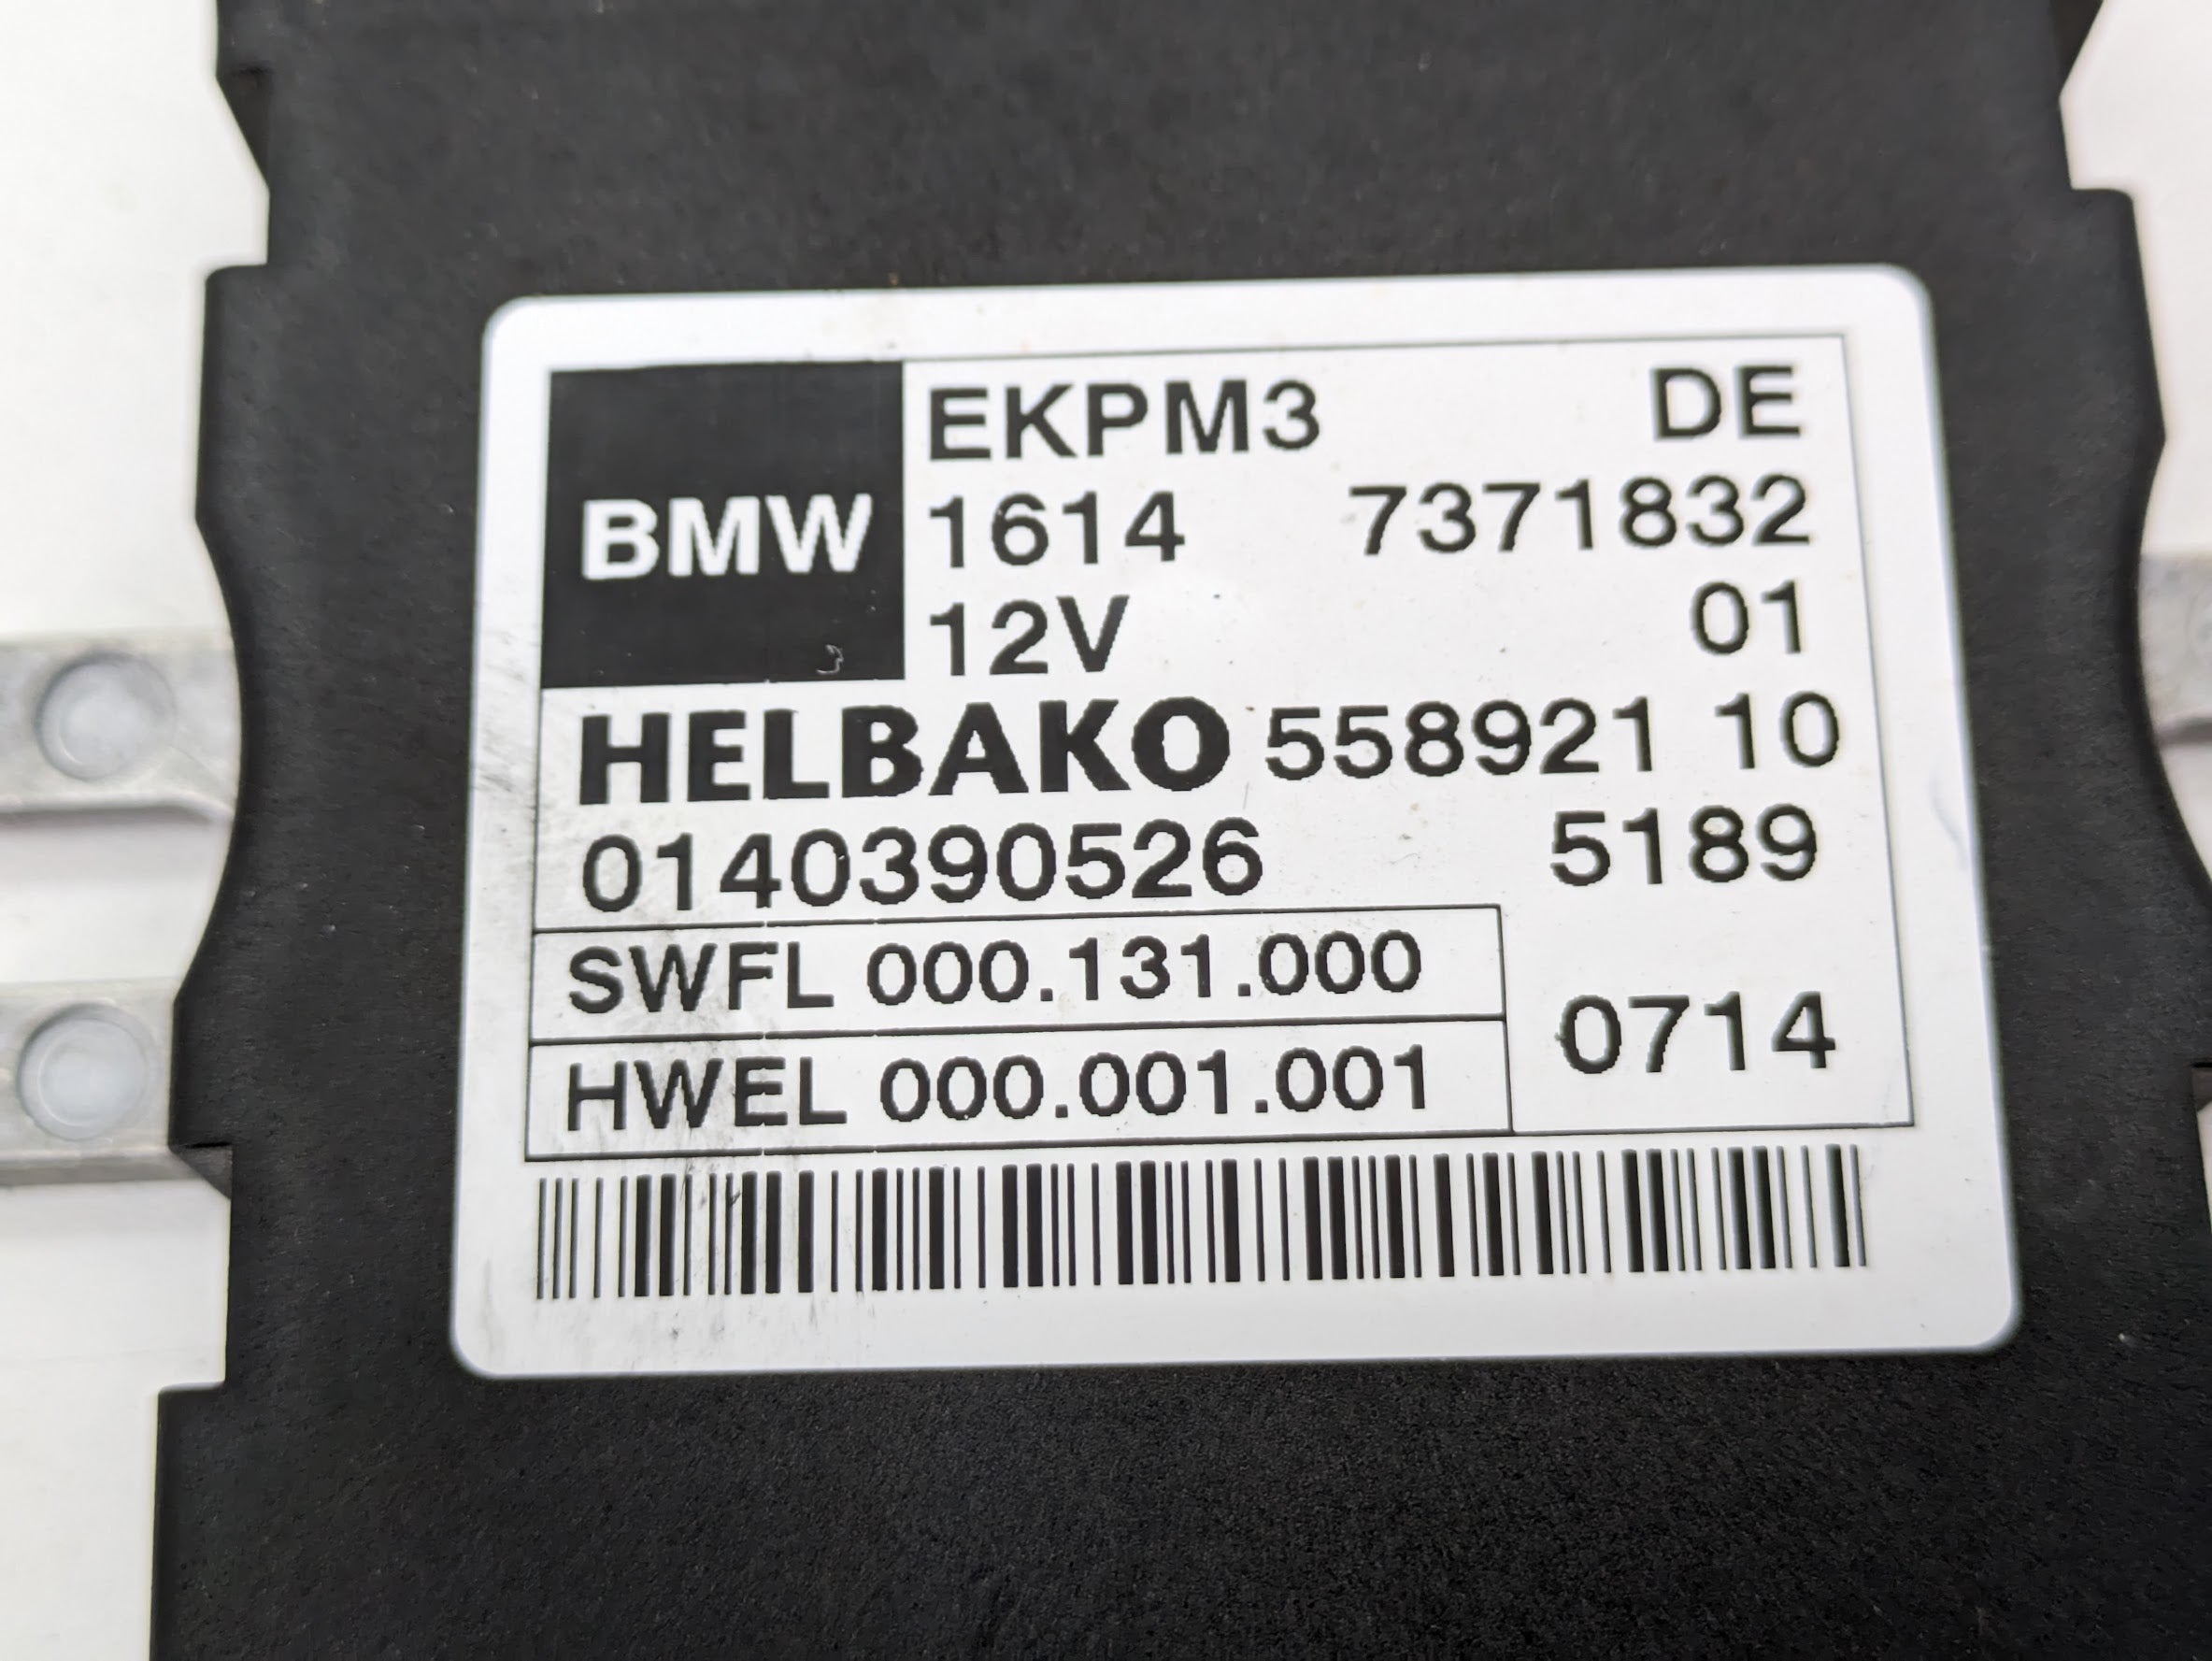 EKPM3 DE
BMW 1614 7371832
12V 01
HELBAKO 558921 10
0140390526 5189
SWFL 000.131.000
0714
HWEL 000.001.001